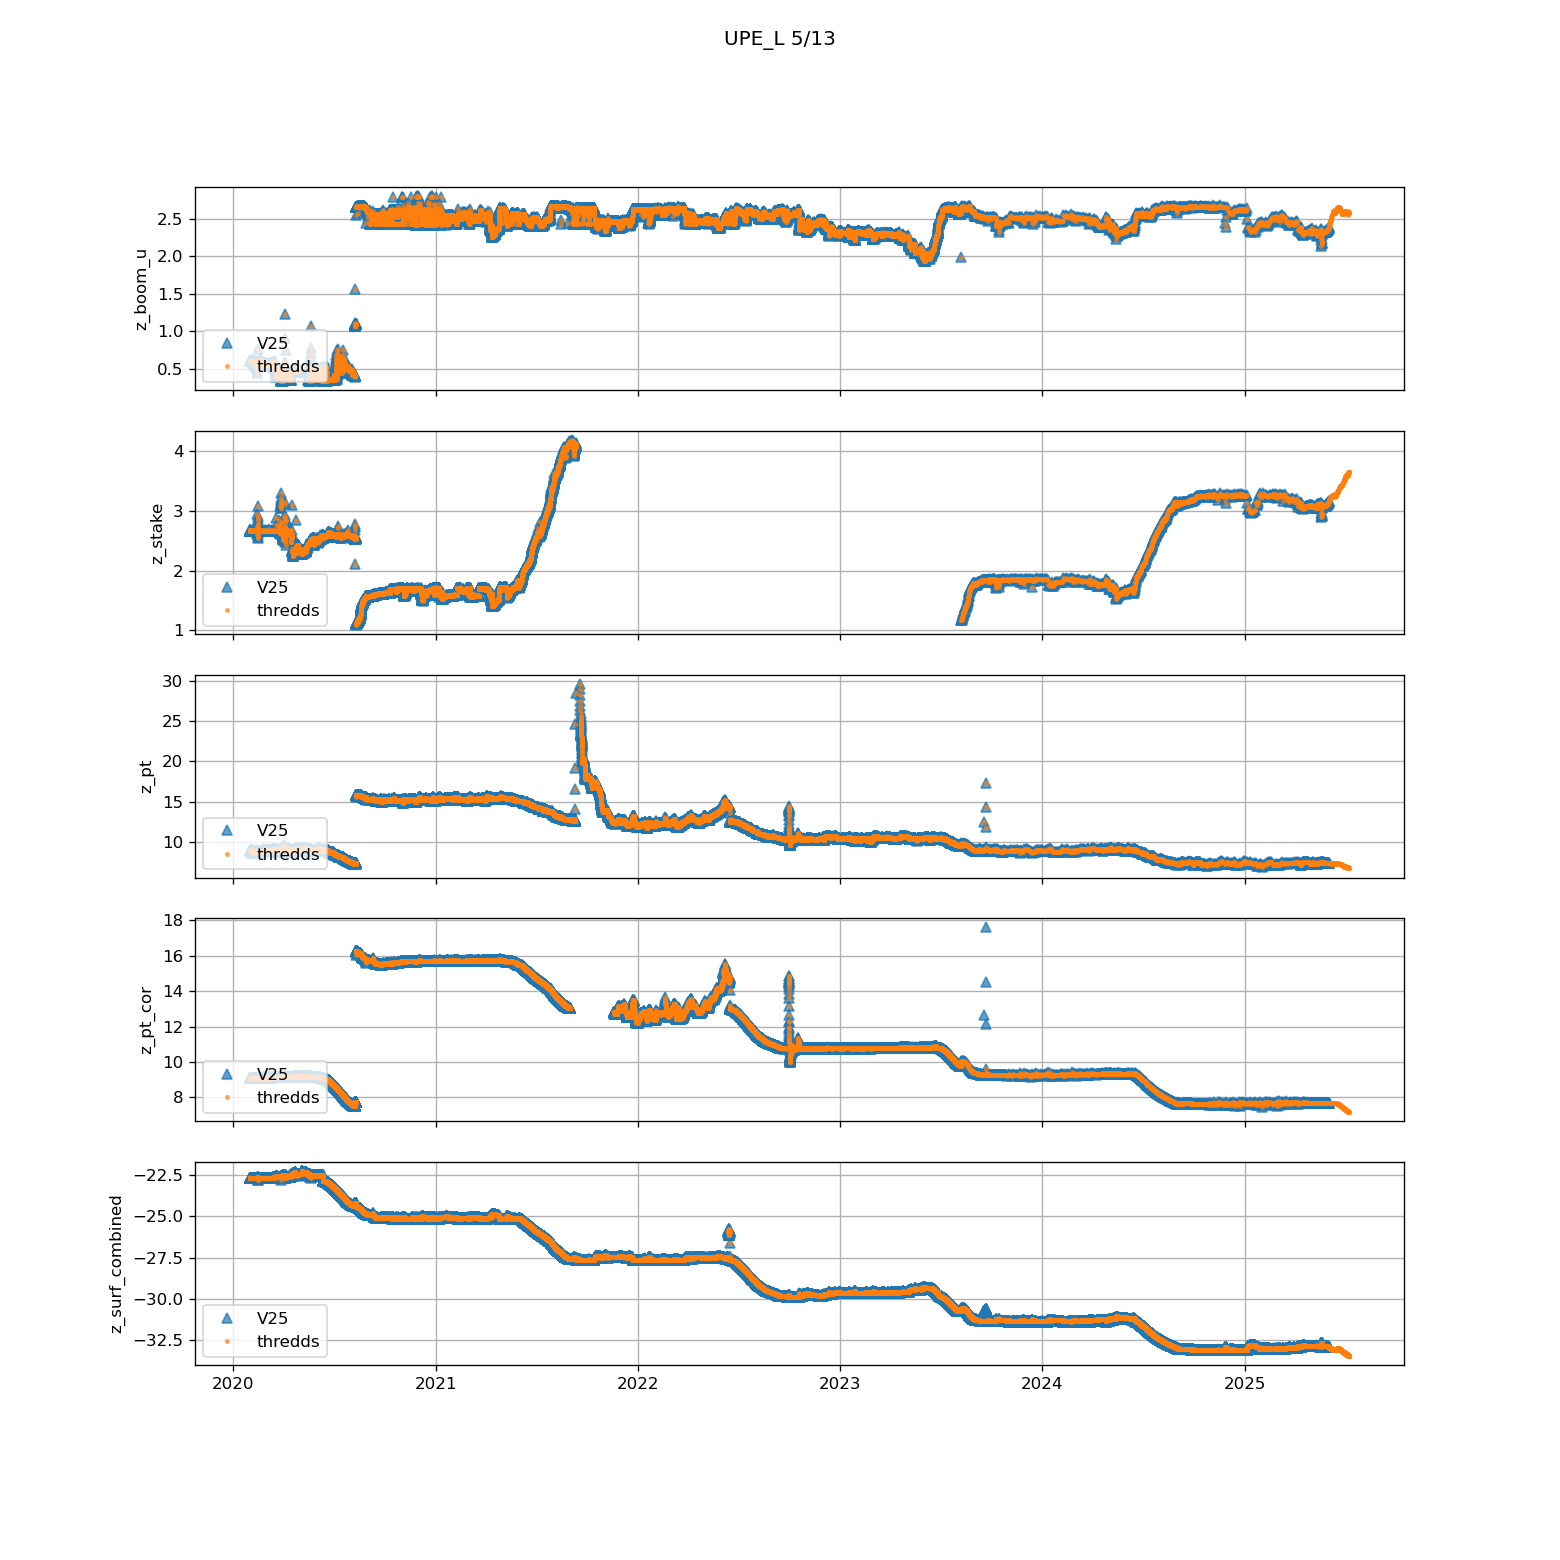 UPE_L 5/13
2.5
2.0
1.5
1.0
0.5
z_boom_u
V25
thredds
4
3
2
1
z_stake
V25
thredds
30
25
20
15
10
z_pt
V25
thredds
18
16
14
12
10
8
z_pt_cor
V25
thredds
−22.5
−25.0
−27.5
−30.0
−32.5
z_surf_combined
V25
thredds
2020 2021 2022 2023 2024 2025